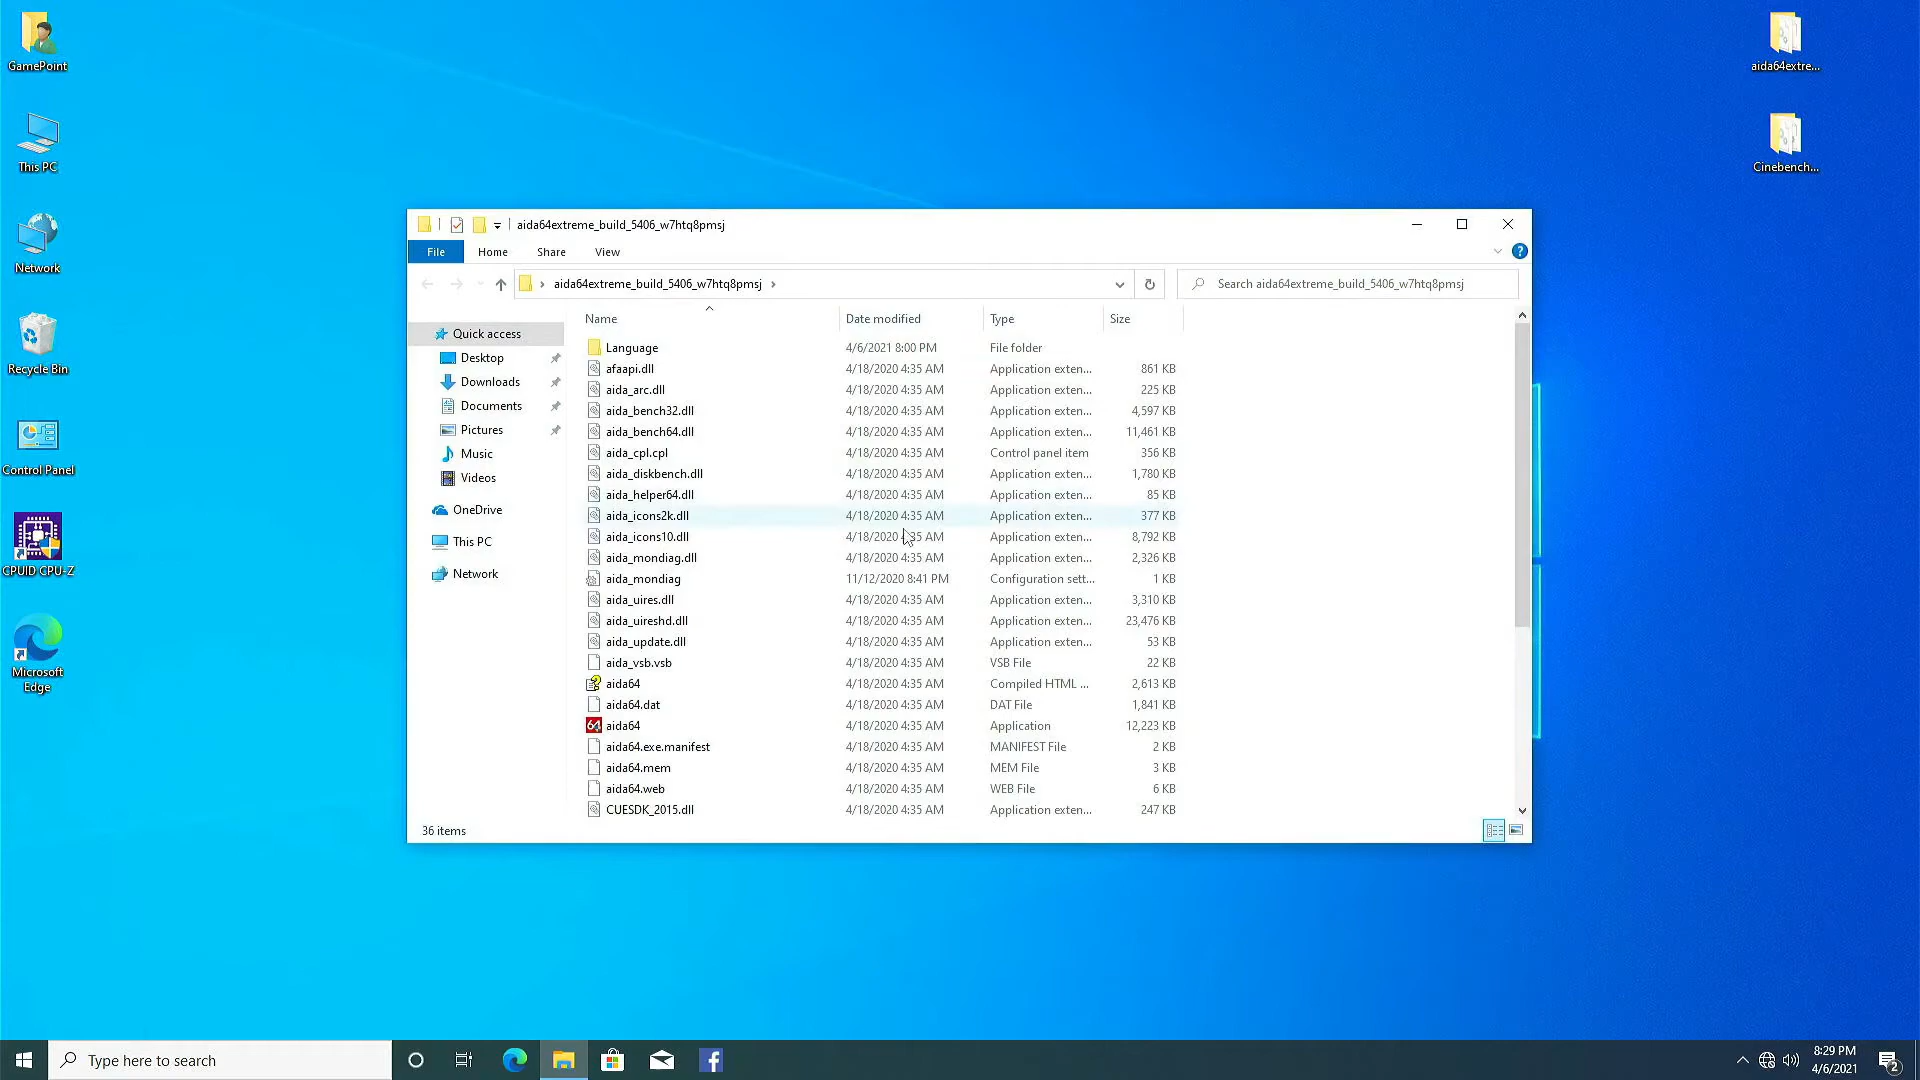 GamePoint
This PC
Network
Recycle Bin
Control Panel
CPUID CPU-Z
Microsoft
Edge
aida64extre...
Cinebench...
aida64extreme_build_5406_w7htq8pmsj
File Home Share View
aida64extreme_build_5406_w7htq8pmsj
Search aida64extreme_build_5406_w7htq8pmsj
Quick access
Desktop
Downloads
Documents
Pictures
Music
Videos
OneDrive
This PC
Network
Name Date modified Type Size
Language 4/6/2021 8:00 PM File folder
afaapi.dll 4/18/2020 4:35 AM Application exten... 861 KB
aida_arc.dll 4/18/2020 4:35 AM Application exten... 225 KB
aida_bench32.dll 4/18/2020 4:35 AM Application exten... 4,597 KB
aida_bench64.dll 4/18/2020 4:35 AM Application exten... 11,461 KB
aida_cpl.cpl 4/18/2020 4:35 AM Control panel item 356 KB
aida_diskbench.dll 4/18/2020 4:35 AM Application exten... 1,780 KB
aida_helper64.dll 4/18/2020 4:35 AM Application exten... 85 KB
aida_icons2k.dll 4/18/2020 4:35 AM Application exten... 377 KB
aida_icons10.dll 4/18/2020 4:35 AM Application exten... 8,792 KB
aida_mondiag.dll 4/18/2020 4:35 AM Application exten... 2,326 KB
aida_mondiag 11/12/2020 8:41 PM Configuration sett... 1 KB
aida_uires.dll 4/18/2020 4:35 AM Application exten... 3,310 KB
aida_uireshd.dll 4/18/2020 4:35 AM Application exten... 23,476 KB
aida_update.dll 4/18/2020 4:35 AM Application exten... 53 KB
aida_vsb.vsb 4/18/2020 4:35 AM VSB File 22 KB
aida64 4/18/2020 4:35 AM Compiled HTML ... 2,613 KB
aida64.dat 4/18/2020 4:35 AM DAT File 1,841 KB
64 aida64 4/18/2020 4:35 AM Application 12,223 KB
aida64.exe.manifest 4/18/2020 4:35 AM MANIFEST File 2 KB
aida64.mem 4/18/2020 4:35 AM MEM File 3 KB
aida64.web 4/18/2020 4:35 AM WEB File 6 KB
CUESDK_2015.dll 4/18/2020 4:35 AM Application exten... 247 KB
36 items
Type here to search
8:29 PM
4/6/2021
2